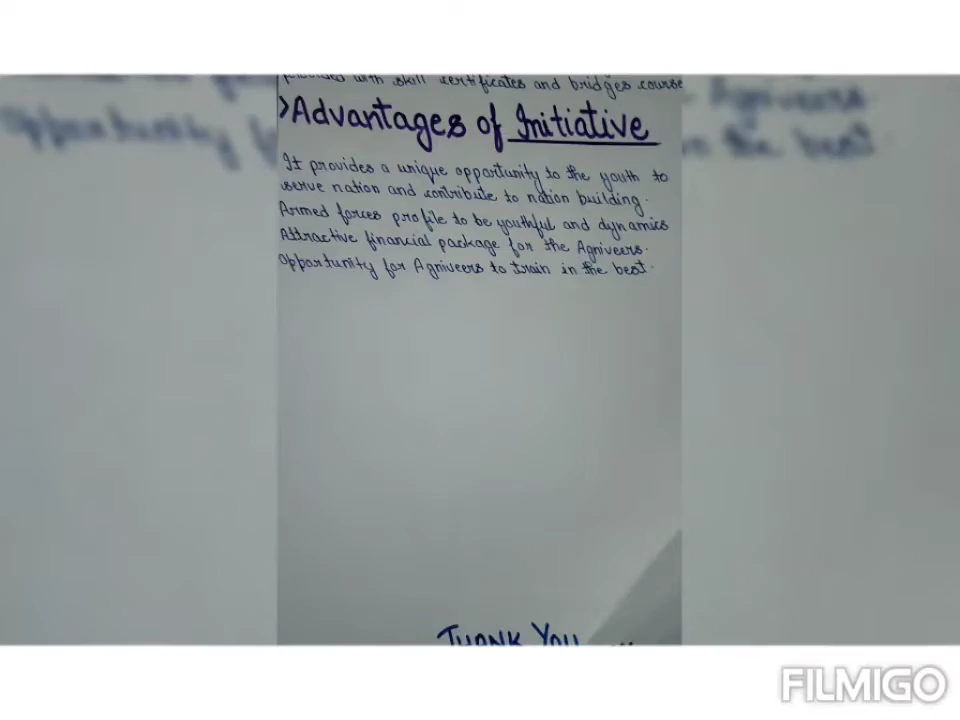 provided with skill certificates and bridges course
>Advantages of Initiative
It provides a unique opportunity to the youth to
serve nation and contribute to nation building.
Armed forces profile to be youthful and dynamics
Attractive financial package for the Agniveers.
Opportunity for Agniveers to train in the best.
THANK YOU
FILMIGO